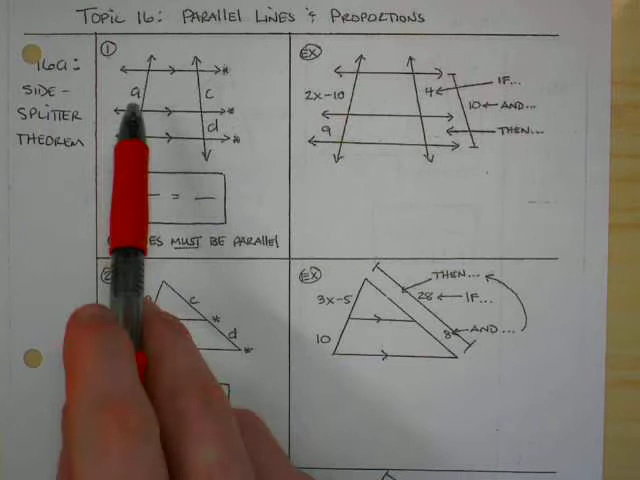 TOPIC 16: PARALLEL LINES & PROPORTIONS
16a:
SIDE-
SPLITTER
THEOREM
①
a
c
d
*
*
*
=
MUST BE PARALLEL
EX
2x-10
9
4
IF...
10
AND...
THEN...
2
c
d
*
*
EX
3x-5
10
THEN...
28
IF...
8
AND...